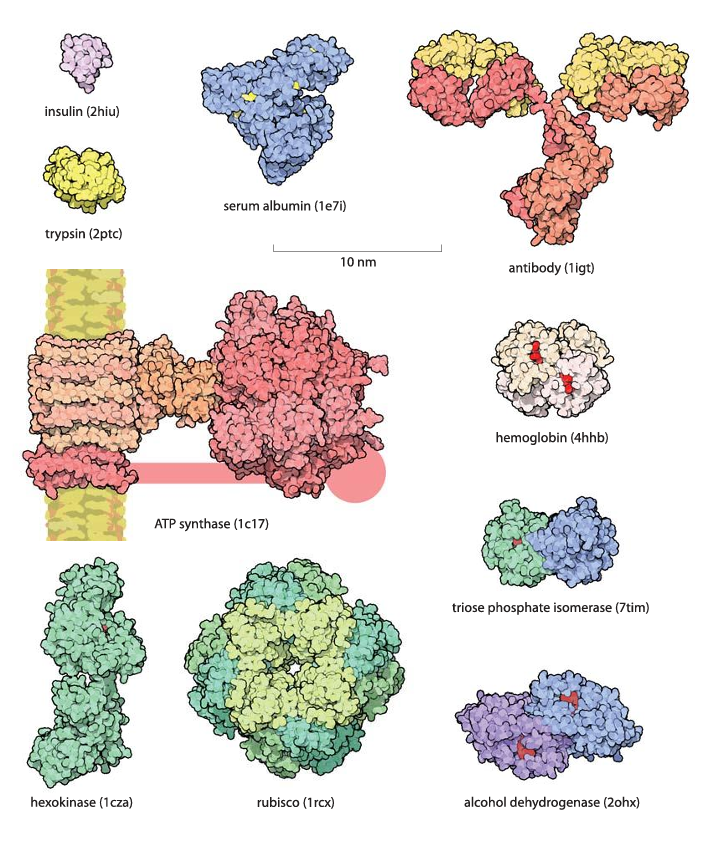 insulin (2hiu)
trypsin (2ptc)
serum albumin (1e7i)
10 nm
antibody (1igt)
hemoglobin (4hhb)
ATP synthase (1c17)
triose phosphate isomerase (7tim)
hexokinase (1cza)
rubisco (1rcx)
alcohol dehydrogenase (2ohx)